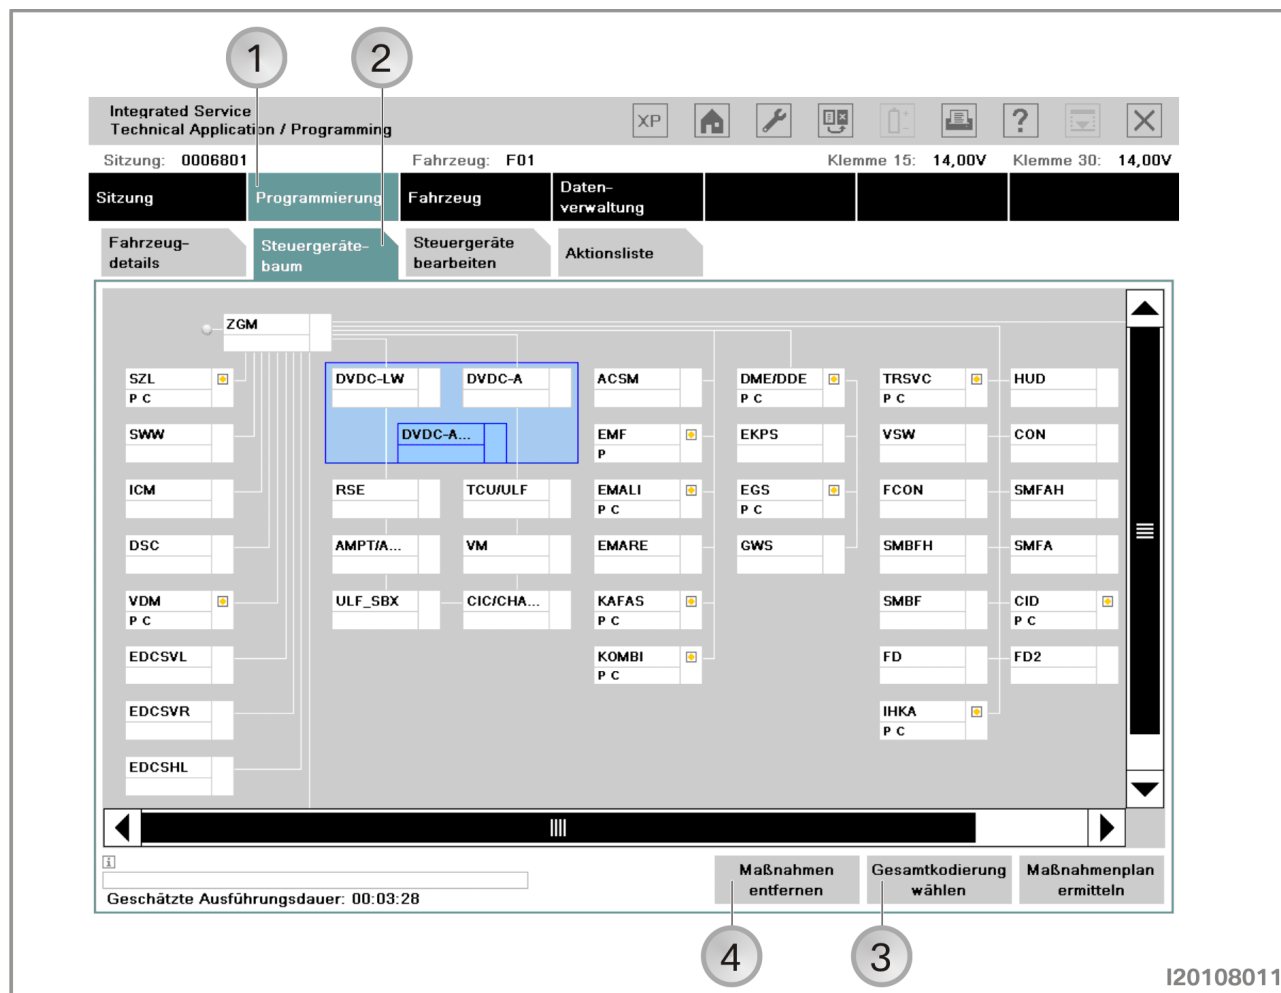 1 2
Integrated Service
Technical Application / Programming
XP
?
Sitzung: 0006801 Fahrzeug: F01 Klemme 15: 14,00V Klemme 30: 14,00V
Sitzung Programmierung Fahrzeug Daten-
verwaltung
Fahrzeug-
details
Steuergeräte-
baum
Steuergeräte
bearbeiten
Aktionsliste
ZGM
SZL DVDC-LW DVDC-A ACSM DME/DDE TRSVC HUD
P C P C P C
SWW DVDC-A... EMF EKPS VSW CON
P
ICM RSE TCU/ULF EMALI EGS FCON SMFAH
P C P C
DSC AMPT/A... VM EMARE GWS SMBFH SMFA
VDM ULF_SBX CIC/CHA... KAFAS SMBF CID
P C P C P C
EDCSVL KOMBI FD FD2
P C
EDCSVR IHKA
P C
EDCSHL
i
Geschätzte Ausführungsdauer: 00:03:28
Maßnahmen
entfernen
Gesamtkodierung
wählen
Maßnahmenplan
ermitteln
4 3
I20108011